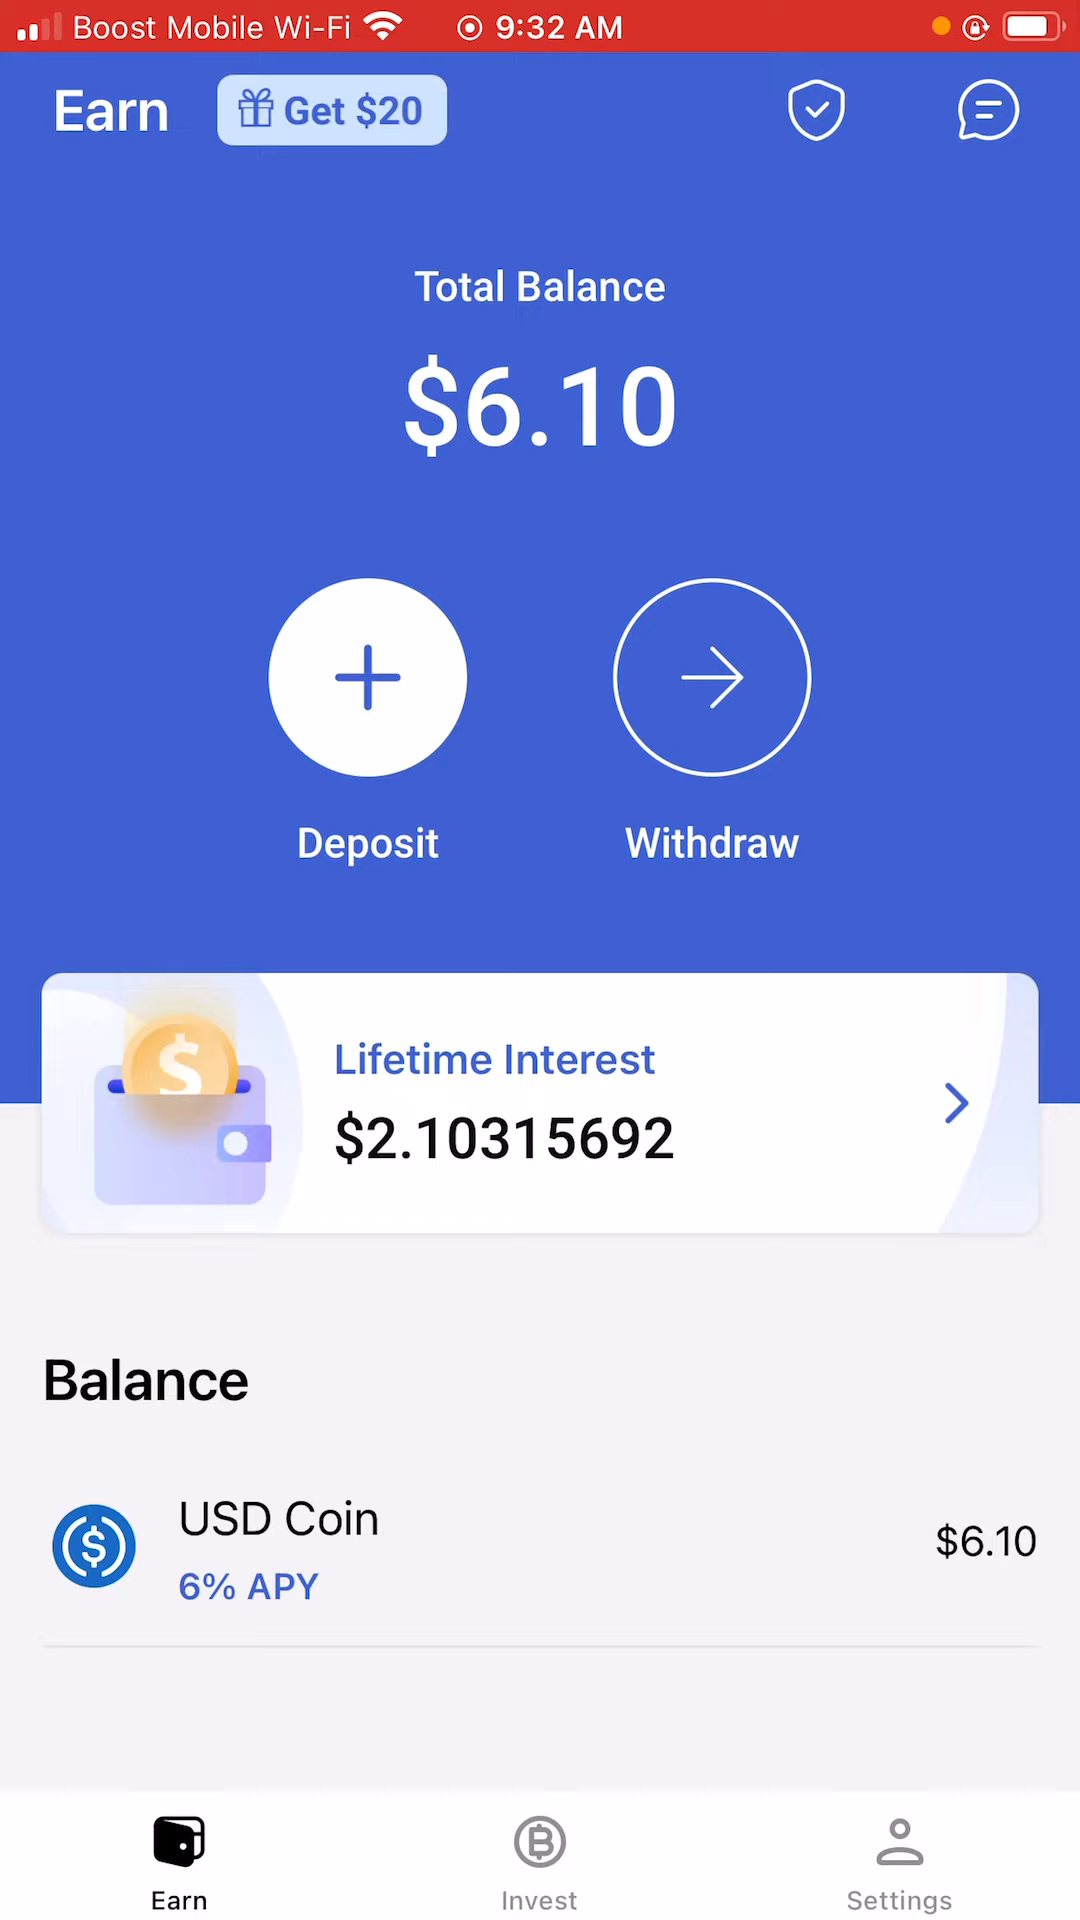 Boost Mobile Wi-Fi 9:32 AM
Earn Get $20
Total Balance
$6.10
Deposit Withdraw
Lifetime Interest
$2.10315692
Balance
USD Coin
$6.10
6% APY
Earn Invest Settings